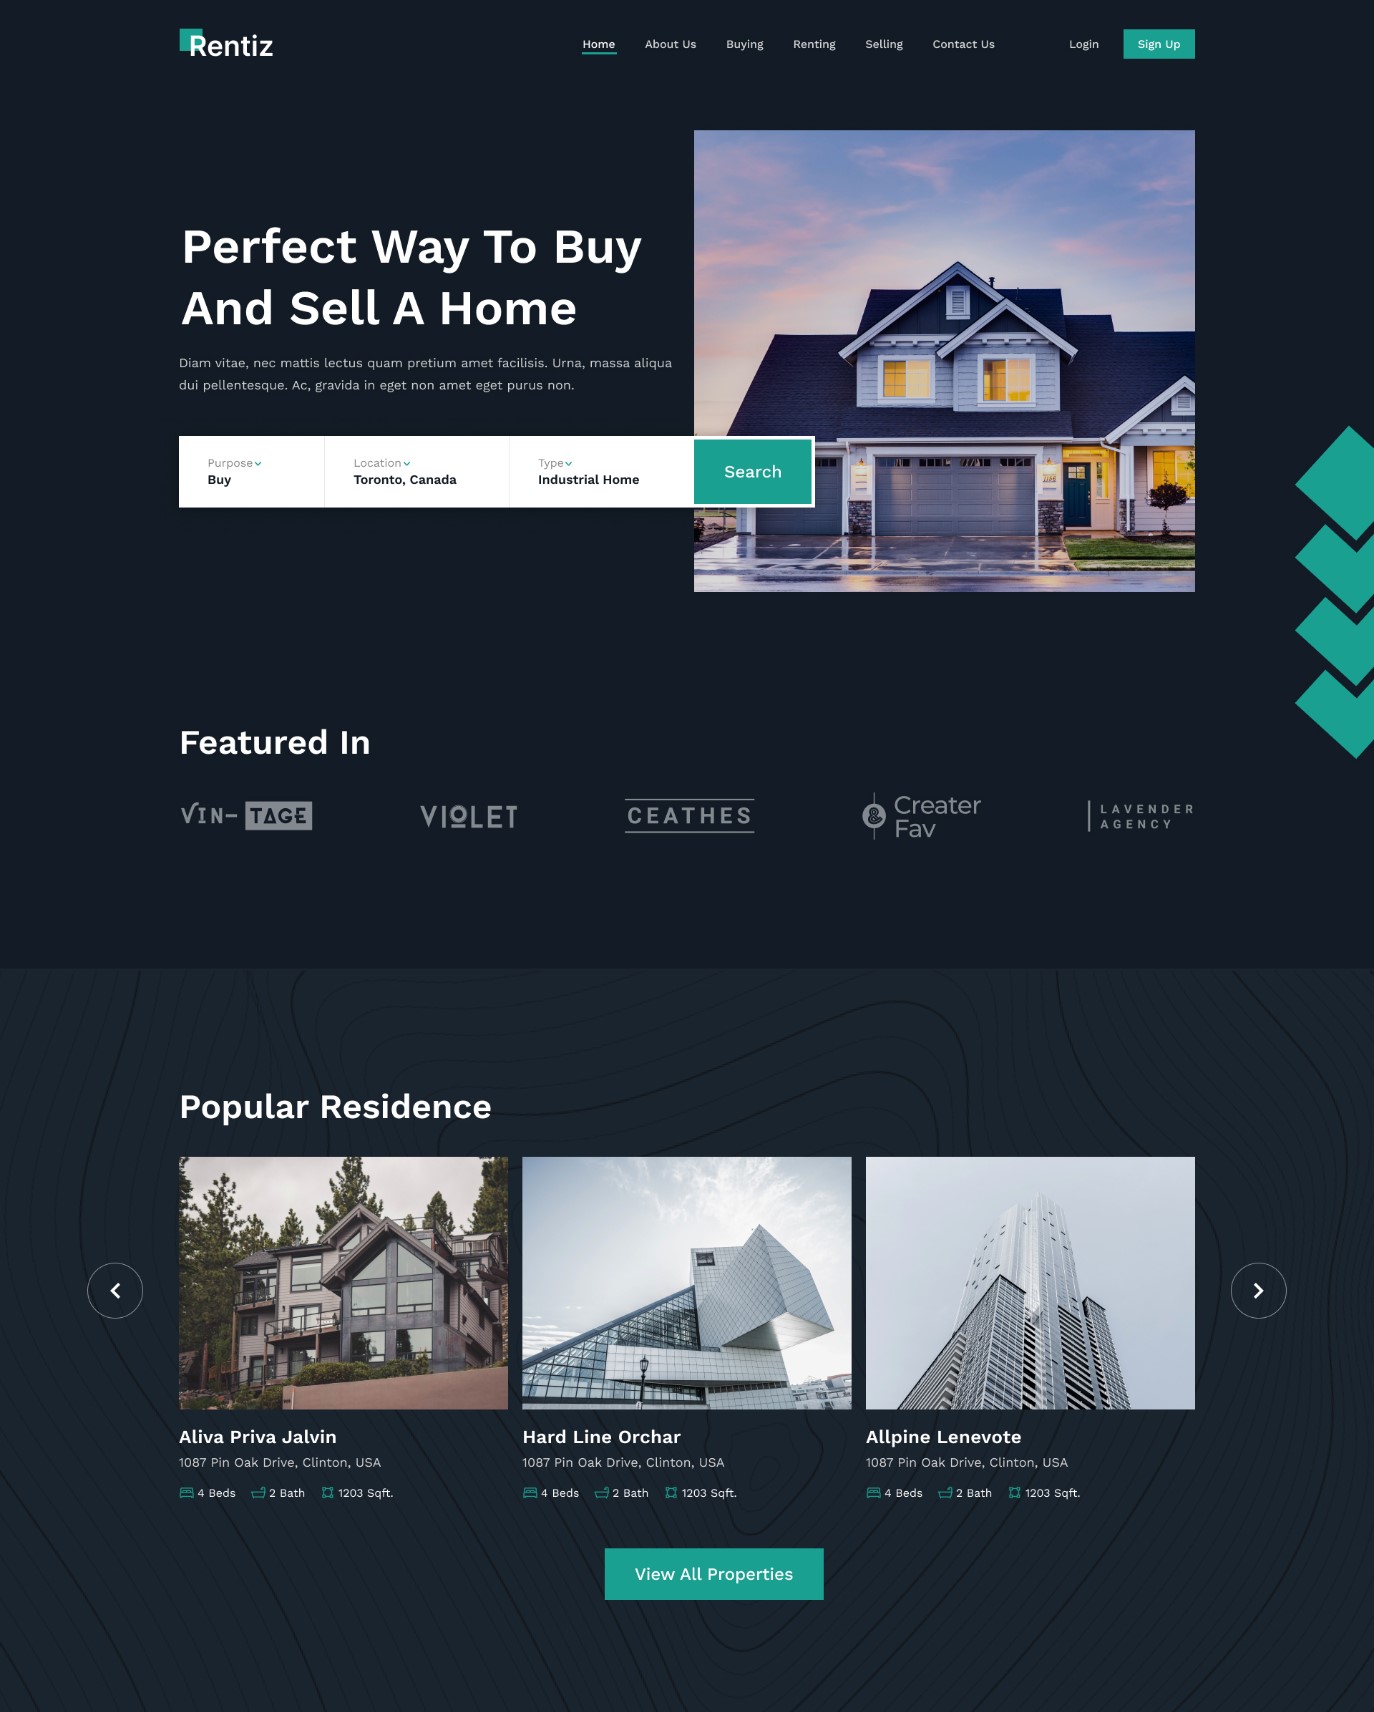 Rentiz
Home About Us Buying Renting Selling Contact Us Login Sign Up
Perfect Way To Buy
And Sell A Home
Diam vitae, nec mattis lectus quam pretium amet facilisis. Urna, massa aliqua
dui pellentesque. Ac, gravida in eget non amet eget purus non.
Purpose Location Type
Buy Toronto, Canada Industrial Home
Search
Featured In
VIN- TAGE
VIOLET
CEATHES
& Creater
Fav
LAVENDER
AGENCY
Popular Residence
Aliva Priva Jalvin
1087 Pin Oak Drive, Clinton, USA
4 Beds 2 Bath 1203 Sqft.
Hard Line Orchar
1087 Pin Oak Drive, Clinton, USA
4 Beds 2 Bath 1203 Sqft.
Allpine Lenevote
1087 Pin Oak Drive, Clinton, USA
4 Beds 2 Bath 1203 Sqft.
View All Properties